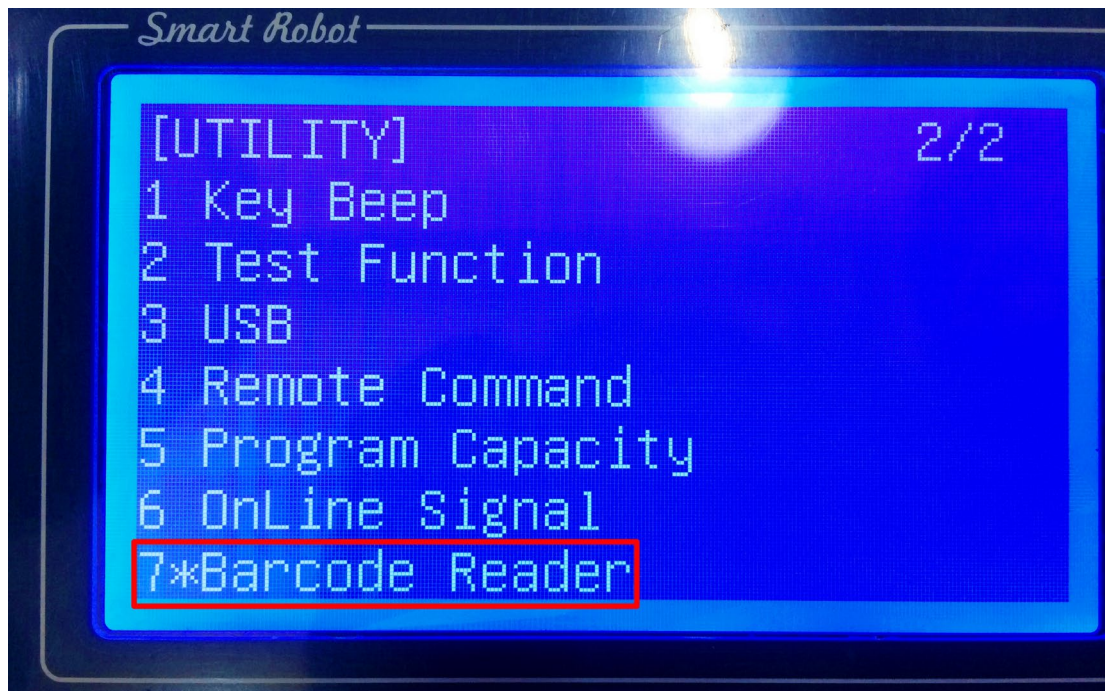 Smart Robot
[UTILITY] 2/2
1 Key Beep
2 Test Function
3 USB
4 Remote Command
5 Program Capacity
6 OnLine Signal
7*Barcode Reader